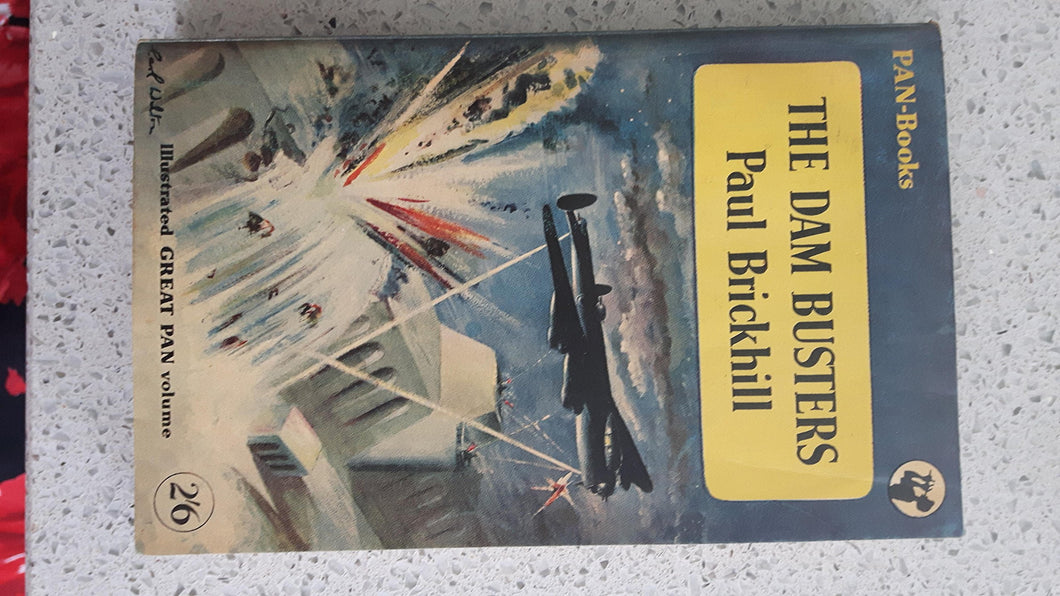 PAN-Books
THE DAM BUSTERS
Paul Brickhill
Illustrated GREAT PAN volume
2/6